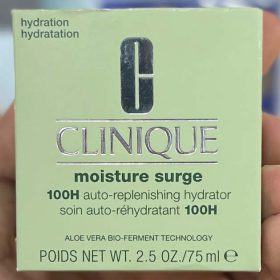 hydration
hydratation
CLINIQUE
moisture surge
100H auto-replenishing hydrator
soin auto-réhydratant 100H
ALOE VERA BIO-FERMENT TECHNOLOGY
POIDS NET WT. 2.5 OZ./75 ml ℮